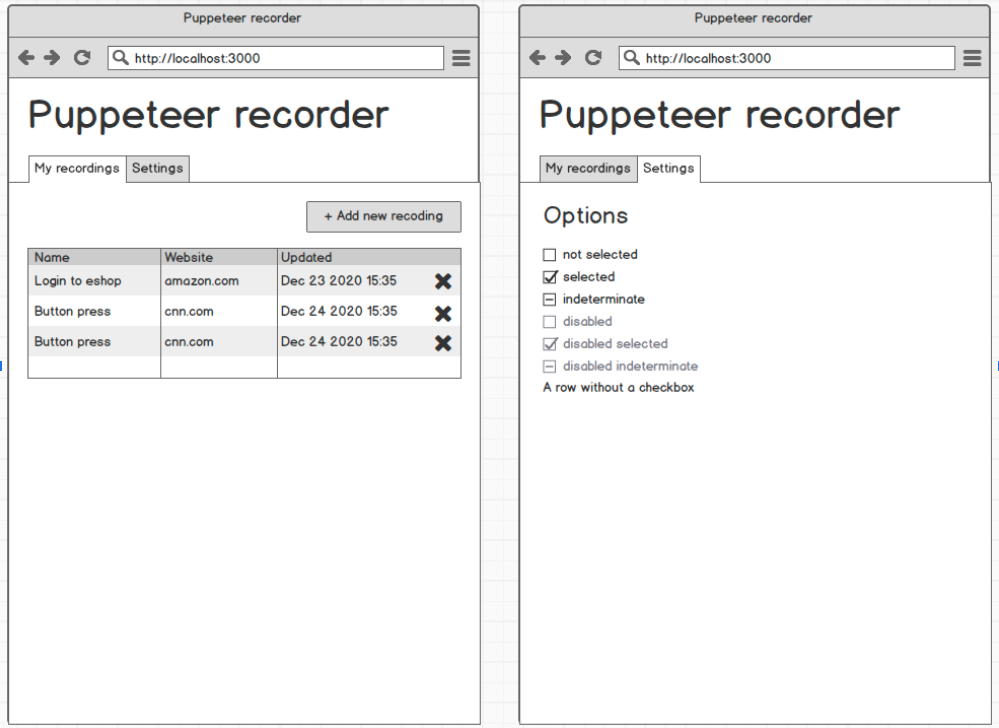 Puppeteer recorder
http://localhost:3000
Puppeteer recorder
My recordings Settings
+ Add new recoding
Name Website Updated
Login to eshop amazon.com Dec 23 2020 15:35
Button press cnn.com Dec 24 2020 15:35
Button press cnn.com Dec 24 2020 15:35
Puppeteer recorder
http://localhost:3000
Puppeteer recorder
My recordings Settings
Options
not selected
selected
indeterminate
disabled
disabled selected
disabled indeterminate
A row without a checkbox